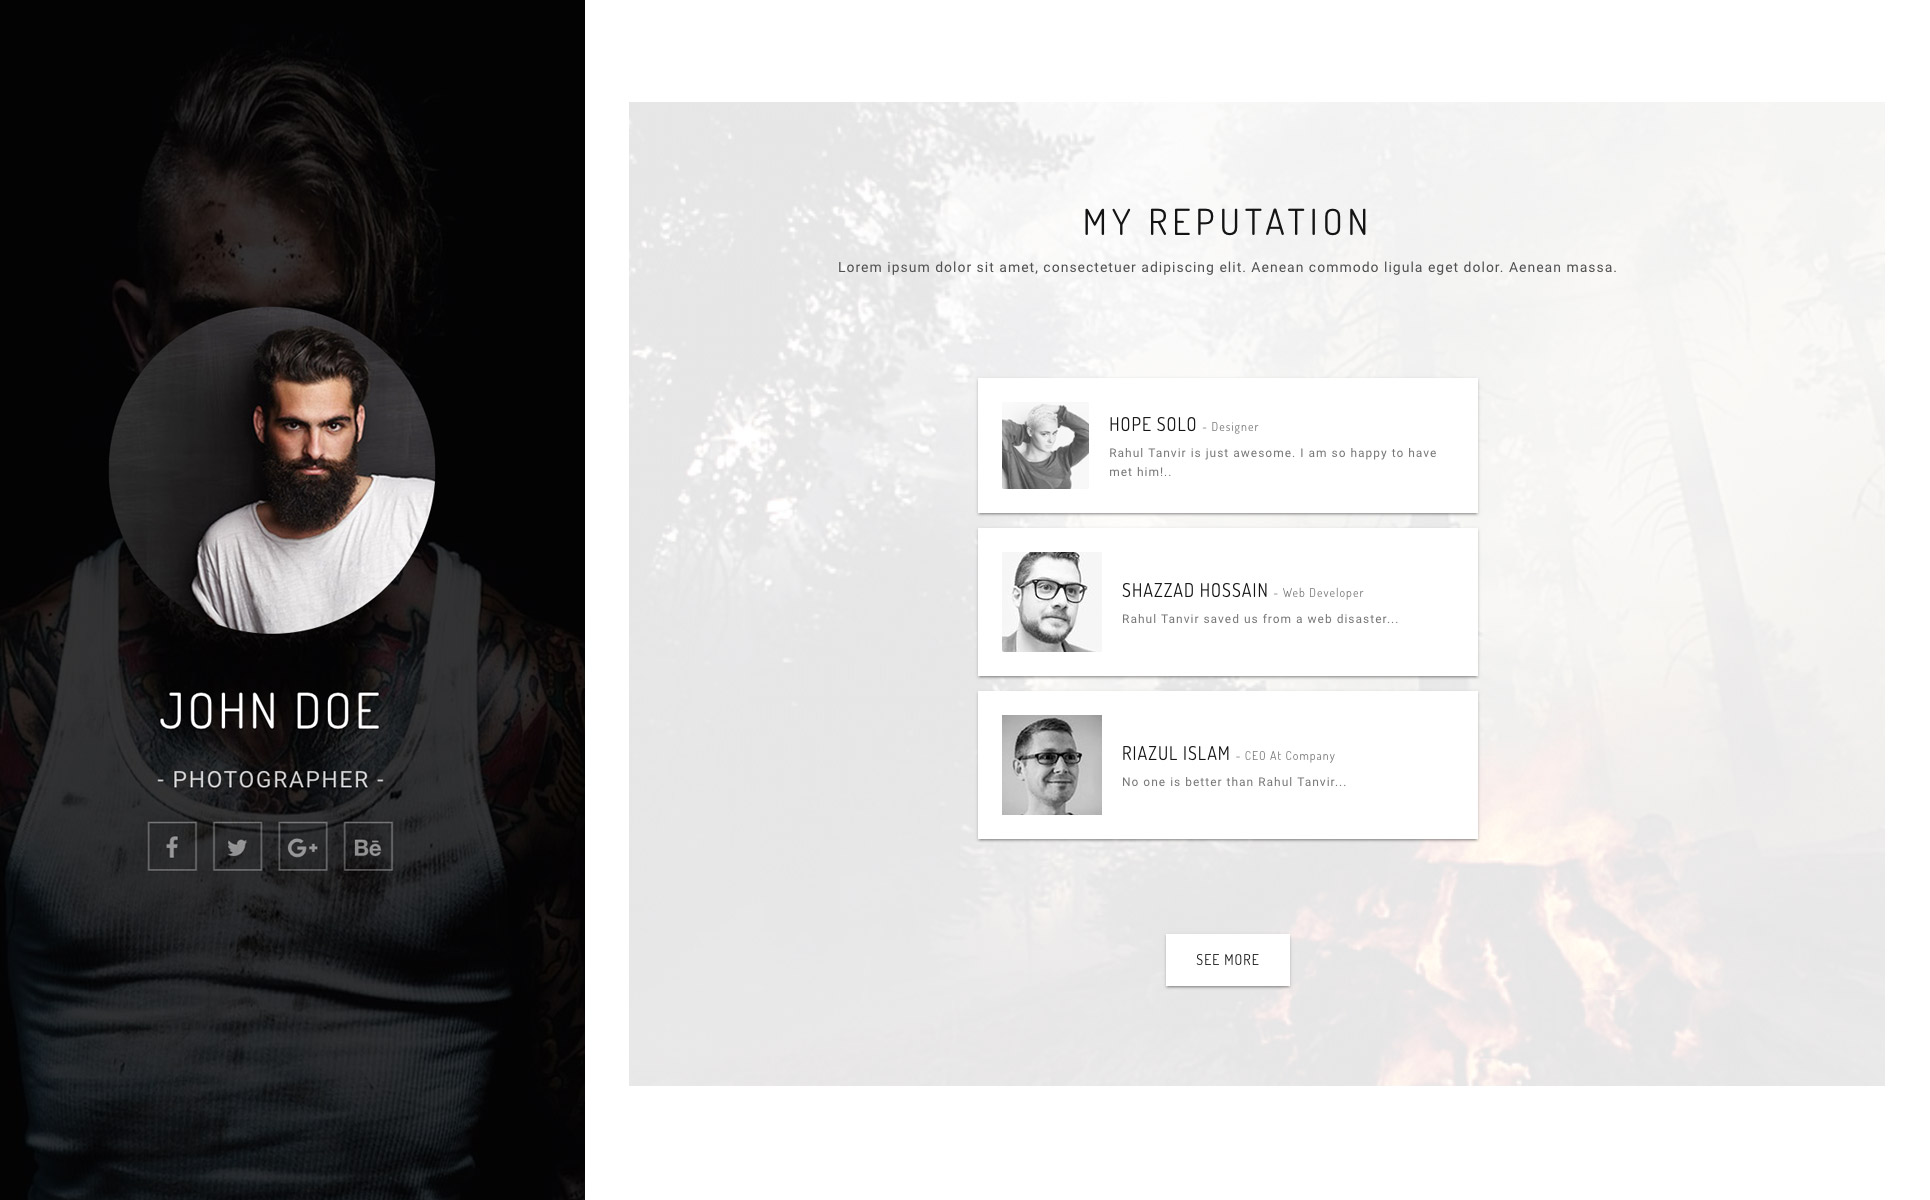 JOHN DOE
- PHOTOGRAPHER -
f
G+
Bē
MY REPUTATION
Lorem ipsum dolor sit amet, consectetuer adipiscing elit. Aenean commodo ligula eget dolor. Aenean massa.
HOPE SOLO - Designer
Rahul Tanvir is just awesome. I am so happy to have
met him!..
SHAZZAD HOSSAIN - Web Developer
Rahul Tanvir saved us from a web disaster...
RIAZUL ISLAM - CEO At Company
No one is better than Rahul Tanvir...
SEE MORE